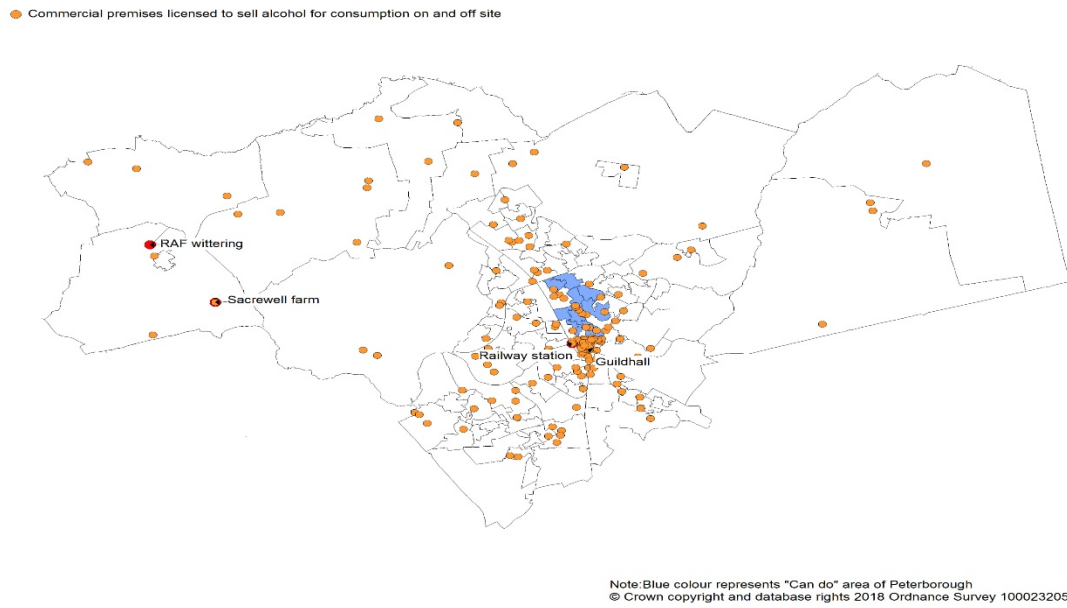 Commercial premises licensed to sell alcohol for consumption on and off site
RAF wittering
Sacrewell farm
Railway station
Guildhall
Note:Blue colour represents "Can do" area of Peterborough
© Crown copyright and database rights 2018 Ordnance Survey 100023205